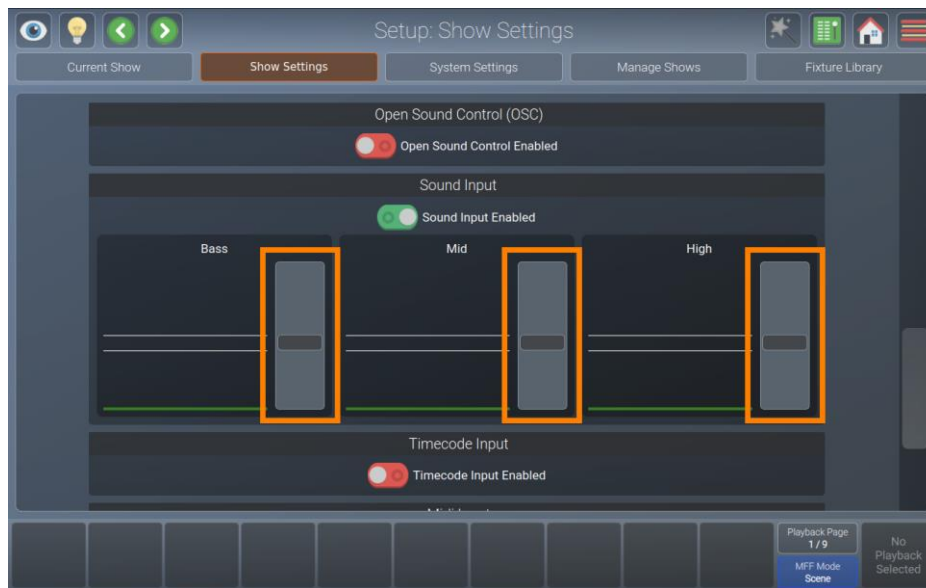 Setup: Show Settings
Current Show
Show Settings
System Settings
Manage Shows
Fixture Library
Open Sound Control (OSC)
Open Sound Control Enabled
Sound Input
Sound Input Enabled
Bass
Mid
High
Timecode Input
Timecode Input Enabled
Playback Page
1 / 9
MFF Mode
Scene
No
Playback
Selected